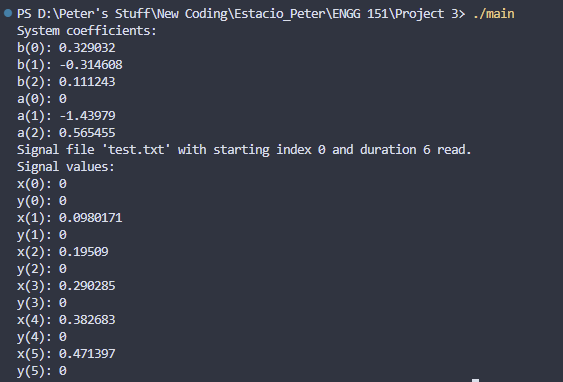 PS D:\Peter's Stuff\New Coding\Estacio_Peter\ENGG 151\Project 3> ./main
System coefficients:
b(0): 0.329032
b(1): -0.314608
b(2): 0.111243
a(0): 0
a(1): -1.43979
a(2): 0.565455
Signal file 'test.txt' with starting index 0 and duration 6 read.
Signal values:
x(0): 0
y(0): 0
x(1): 0.0980171
y(1): 0
x(2): 0.19509
y(2): 0
x(3): 0.290285
y(3): 0
x(4): 0.382683
y(4): 0
x(5): 0.471397
y(5): 0